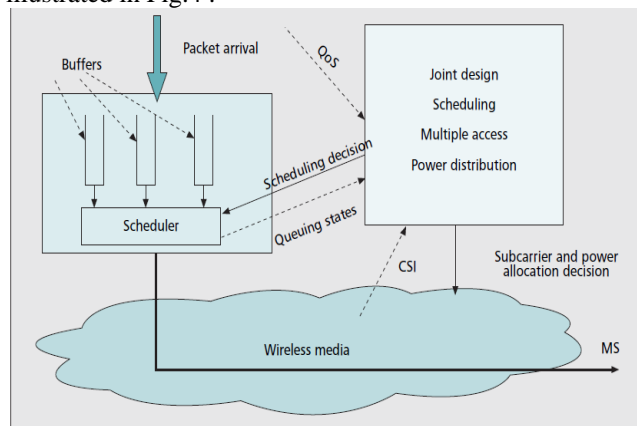 illustrated in Fig.7.
Packet arrival
Buffers
QoS
Joint design
Scheduling
Multiple access
Power distribution
Scheduling decision
Scheduler
Queuing states
CSI
Subcarrier and power
allocation decision
Wireless media
MS